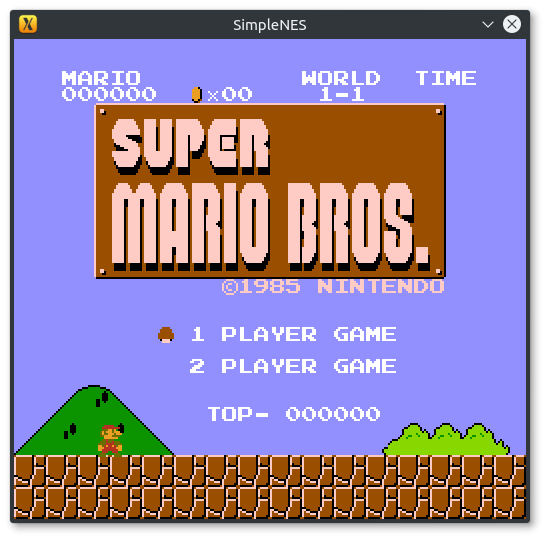 SimpleNES
MARIO WORLD TIME
000000 ×00 1-1
SUPER
MARIO BROS.
©1985 NINTENDO
1 PLAYER GAME
2 PLAYER GAME
TOP- 000000